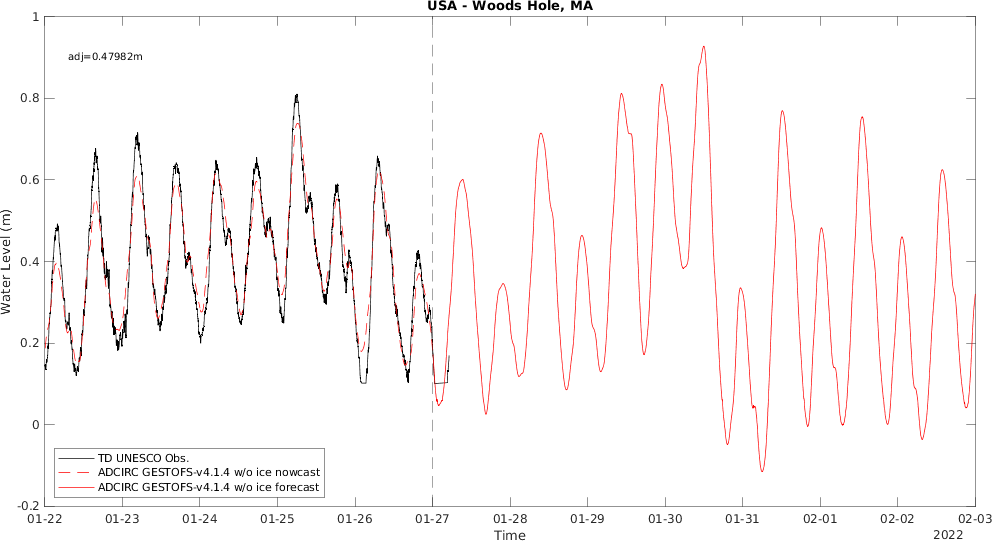 USA - Woods Hole, MA
adj=0.47982m
Water Level (m)
1
0.8
0.6
0.4
0.2
0
-0.2
TD UNESCO Obs.
ADCIRC GESTOFS-v4.1.4 w/o ice nowcast
ADCIRC GESTOFS-v4.1.4 w/o ice forecast
01-22 01-23 01-24 01-25 01-26 01-27 01-28 01-29 01-30 01-31 02-01 02-02 02-03
Time
2022